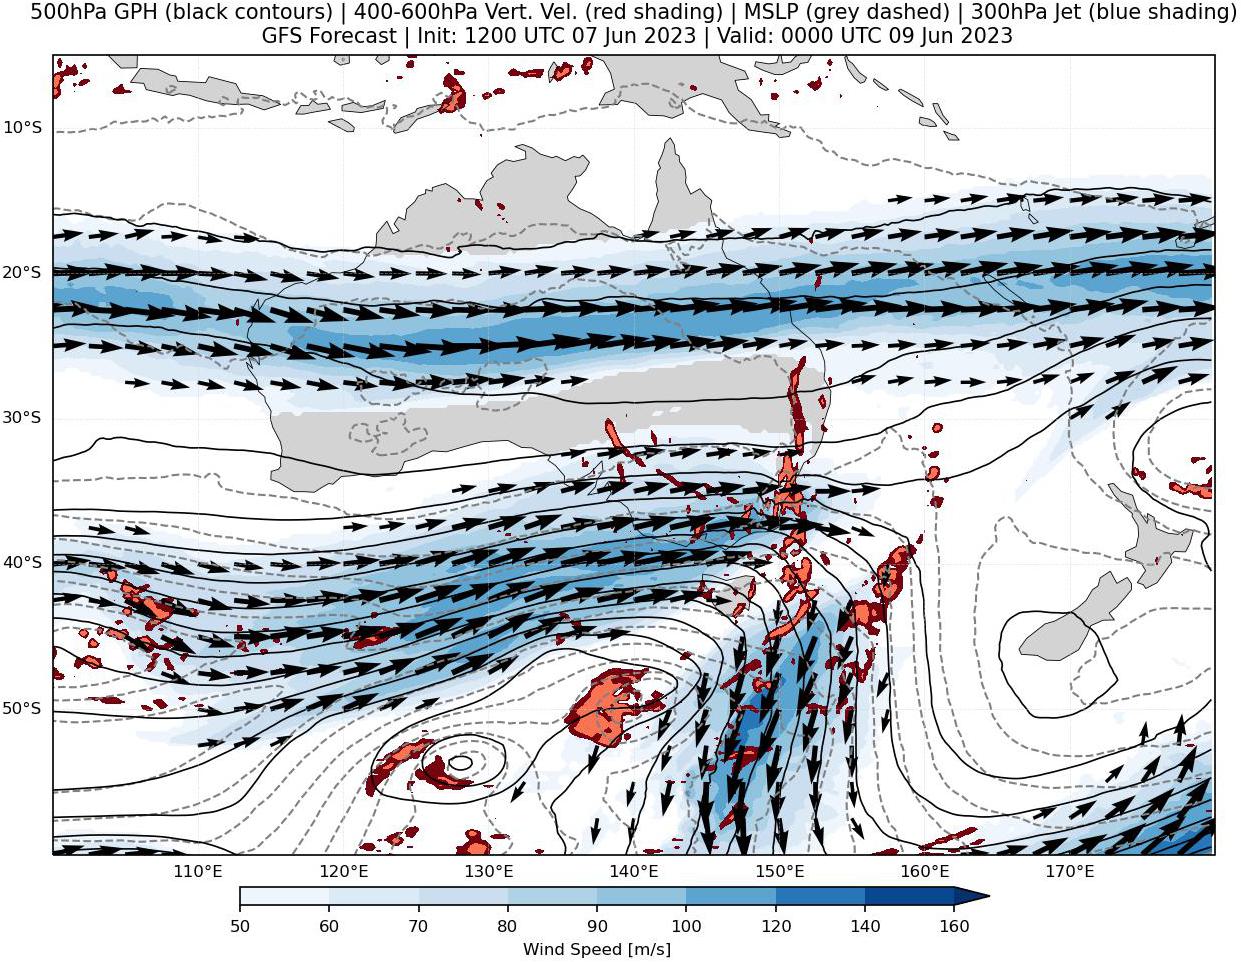 500hPa GPH (black contours) | 400-600hPa Vert. Vel. (red shading) | MSLP (grey dashed) | 300hPa Jet (blue shading)
GFS Forecast | Init: 1200 UTC 07 Jun 2023 | Valid: 0000 UTC 09 Jun 2023
10°S
20°S
30°S
40°S
50°S
110°E 120°E 130°E 140°E 150°E 160°E 170°E
50 60 70 80 90 100 120 140 160
Wind Speed [m/s]